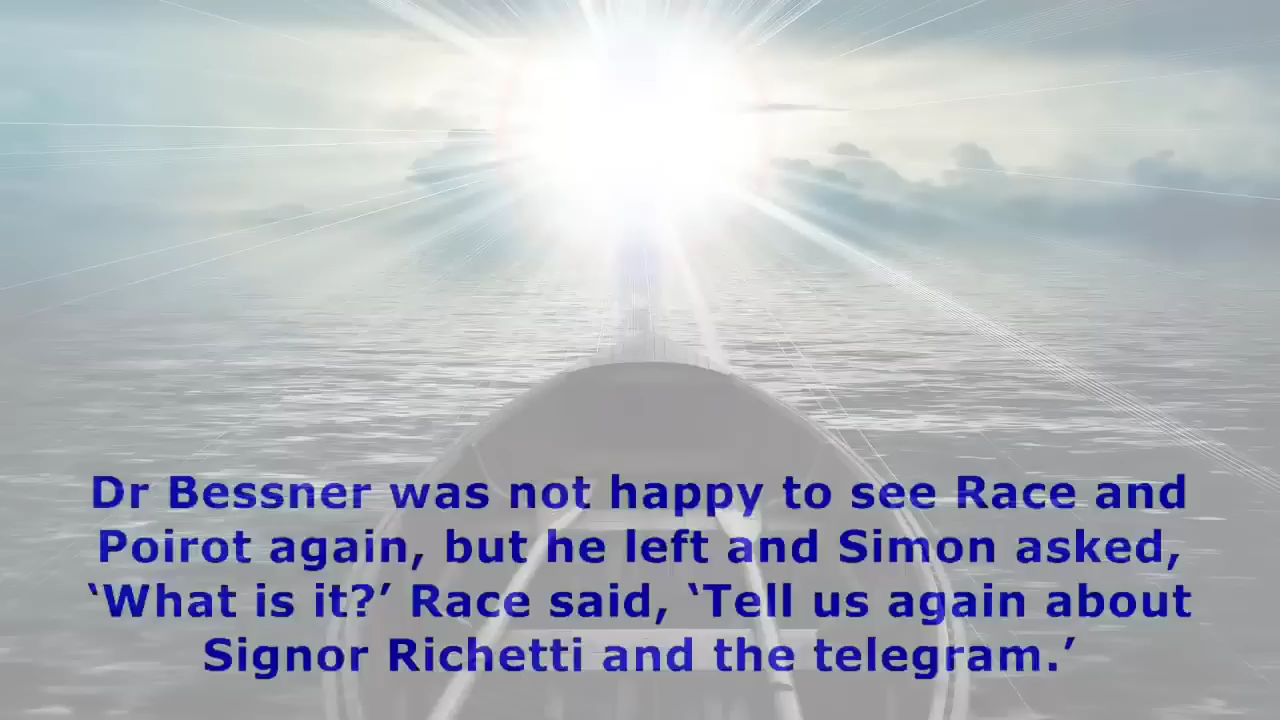 Dr Bessner was not happy to see Race and
Poirot again, but he left and Simon asked,
‘What is it?’ Race said, ‘Tell us again about
Signor Richetti and the telegram.’